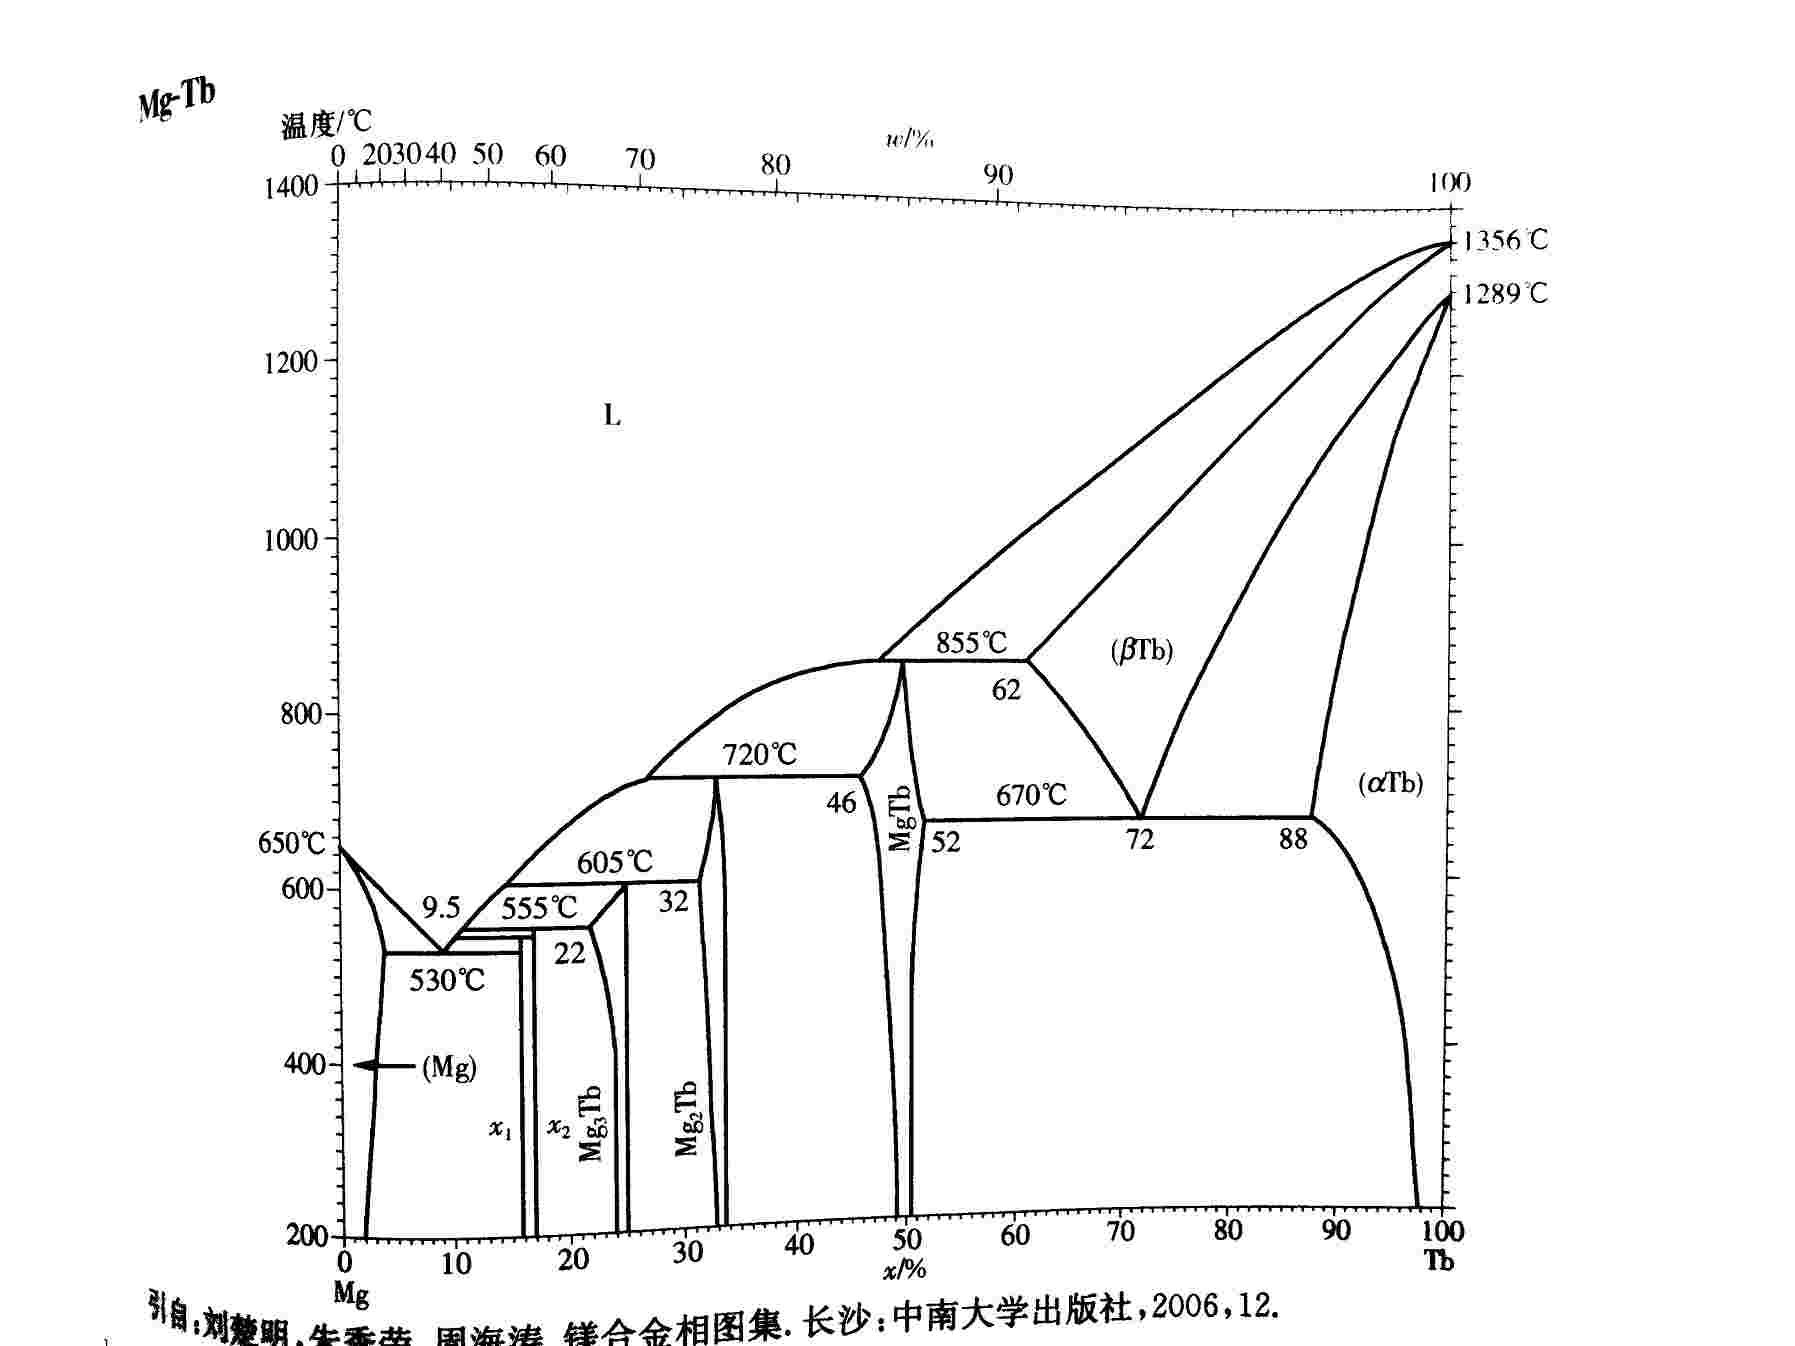 Mg-Tb
温度/℃
w/%
0 20 30 40 50 60 70 80 90 100
1400
1356℃
1289℃
1200
L
1000
855℃
(βTb)
62
800
720℃
670℃
(αTb)
46
MgTb
52
72
88
650℃
605℃
600
9.5
555℃
32
22
530℃
400
(Mg)
x₁
x₂
Mg₃Tb
Mg₂Tb
200
0 10 20 30 40 50 60 70 80 90 100
Mg
x/%
Tb
引自:刘楚明,朱秀荣,周海涛.镁合金相图集.长沙:中南大学出版社,2006,12.